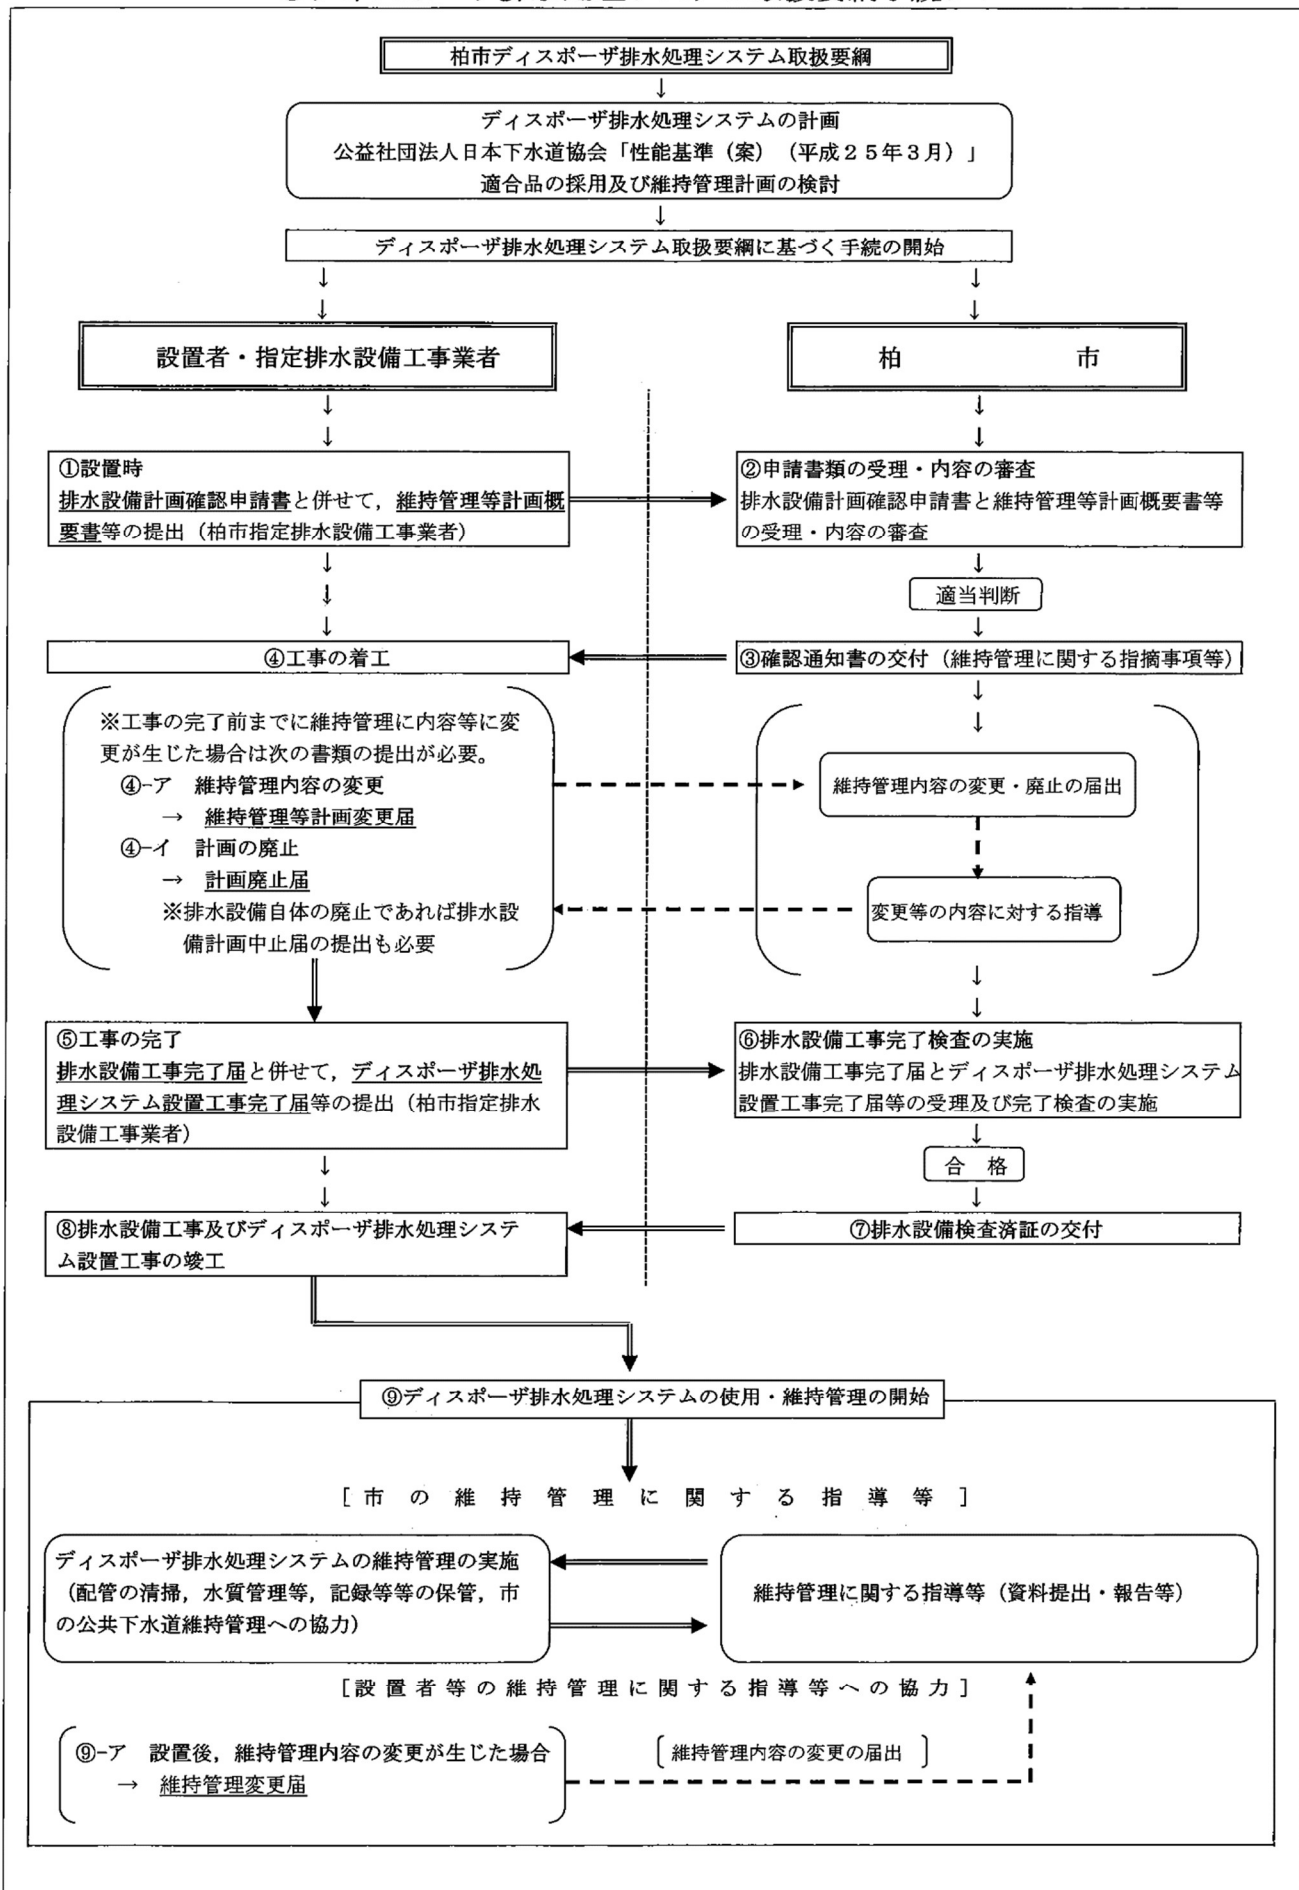 柏市ディスポーザ排水処理システム取扱要綱
↓
ディスポーザ排水処理システムの計画
公益社団法人日本下水道協会「性能基準（案）（平成２５年３月）」
適合品の採用及び維持管理計画の検討
↓
ディスポーザ排水処理システム取扱要綱に基づく手続の開始
↓ ↓
↓ ↓
設置者・指定排水設備工事業者
柏　　　　　市
↓ ↓
↓ ↓
①設置時
排水設備計画確認申請書と併せて，維持管理等計画概
要書等の提出（柏市指定排水設備工事業者）
②申請書類の受理・内容の審査
排水設備計画確認申請書と維持管理等計画概要書等
の受理・内容の審査
↓
↓
↓
↓
適当判断
↓
④工事の着工
③確認通知書の交付（維持管理に関する指摘事項等）
↓
↓
※工事の完了前までに維持管理に内容等に変
更が生じた場合は次の書類の提出が必要。
④-ア　維持管理内容の変更
→　維持管理等計画変更届
④-イ　計画の廃止
→　計画廃止届
※排水設備自体の廃止であれば排水設
備計画中止届の提出も必要
維持管理内容の変更・廃止の届出
変更等の内容に対する指導
↓
↓
⑤工事の完了
排水設備工事完了届と併せて，ディスポーザ排水処
理システム設置工事完了届等の提出（柏市指定排水
設備工事業者）
⑥排水設備工事完了検査の実施
排水設備工事完了届とディスポーザ排水処理システム
設置工事完了届等の受理及び完了検査の実施
↓
↓
↓
合　格
↓
⑧排水設備工事及びディスポーザ排水処理システ
ム設置工事の竣工
⑦排水設備検査済証の交付
⑨ディスポーザ排水処理システムの使用・維持管理の開始
［市の維持管理に関する指導等］
ディスポーザ排水処理システムの維持管理の実施
（配管の清掃，水質管理等，記録等等の保管，市
の公共下水道維持管理への協力）
維持管理に関する指導等（資料提出・報告等）
［設置者等の維持管理に関する指導等への協力］
⑨-ア　設置後，維持管理内容の変更が生じた場合
→　維持管理変更届
〔維持管理内容の変更の届出〕